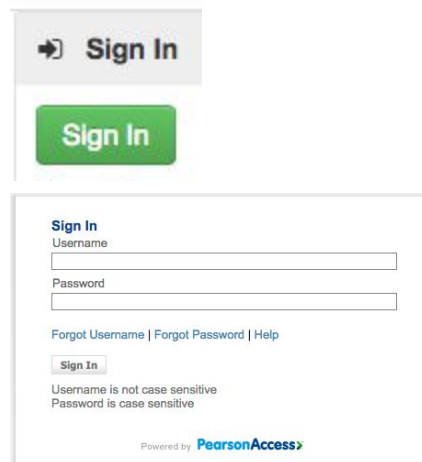 Sign In
Sign In
Sign In
Username
Password
Forgot Username | Forgot Password | Help
Sign In
Username is not case sensitive
Password is case sensitive
Powered by PearsonAccess